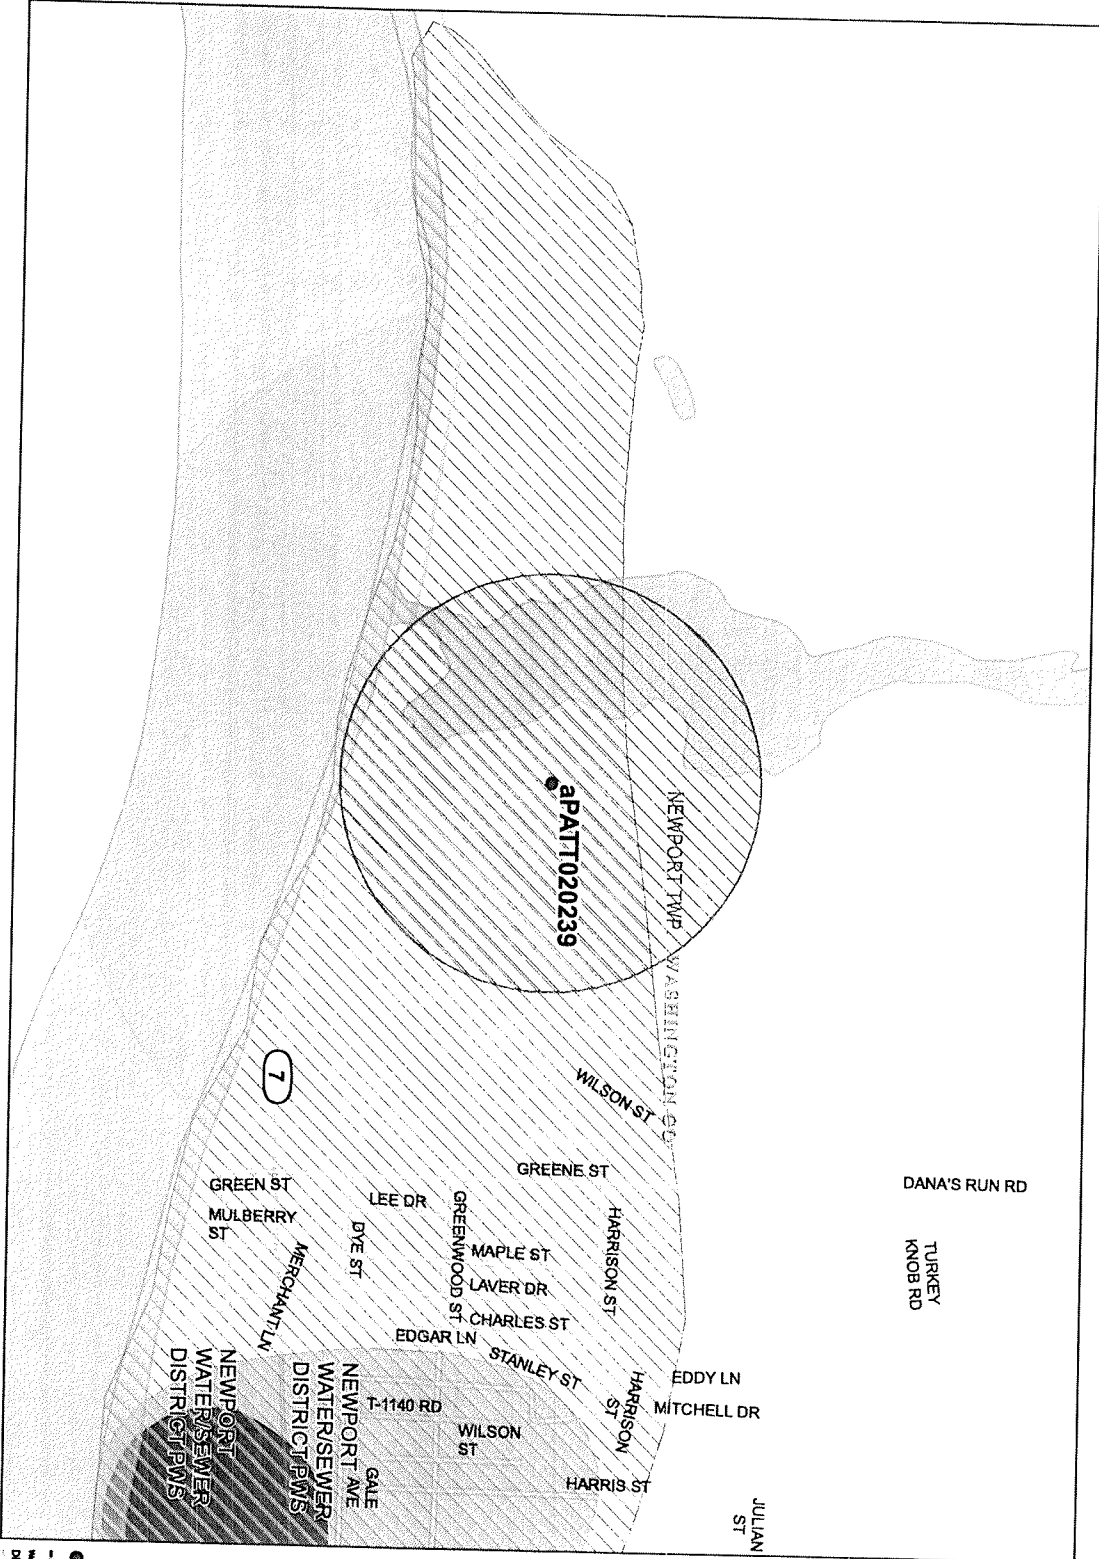 aPATT020239
NEWPORT TWP
WASHINGTON CO
7
WILSON ST
GREENE ST
DANA'S RUN RD
TURKEY
KNOB RD
GREEN ST
MULBERRY
ST
LEE DR
DYE ST
GREENWOOD ST
MAPLE ST
LAVER DR
CHARLES ST
HARRISON ST
MERCHANT LN
EDGAR LN
STANLEY ST
EDDY LN
MITCHELL DR
HARRISON
ST
T-1140 RD
WILSON
ST
HARRIS ST
JULIAN
ST
GALE
AVE
NEWPORT
WATER/SEWER
DISTRICT PWS
NEWPORT
WATER/SEWER
DISTRICT PWS